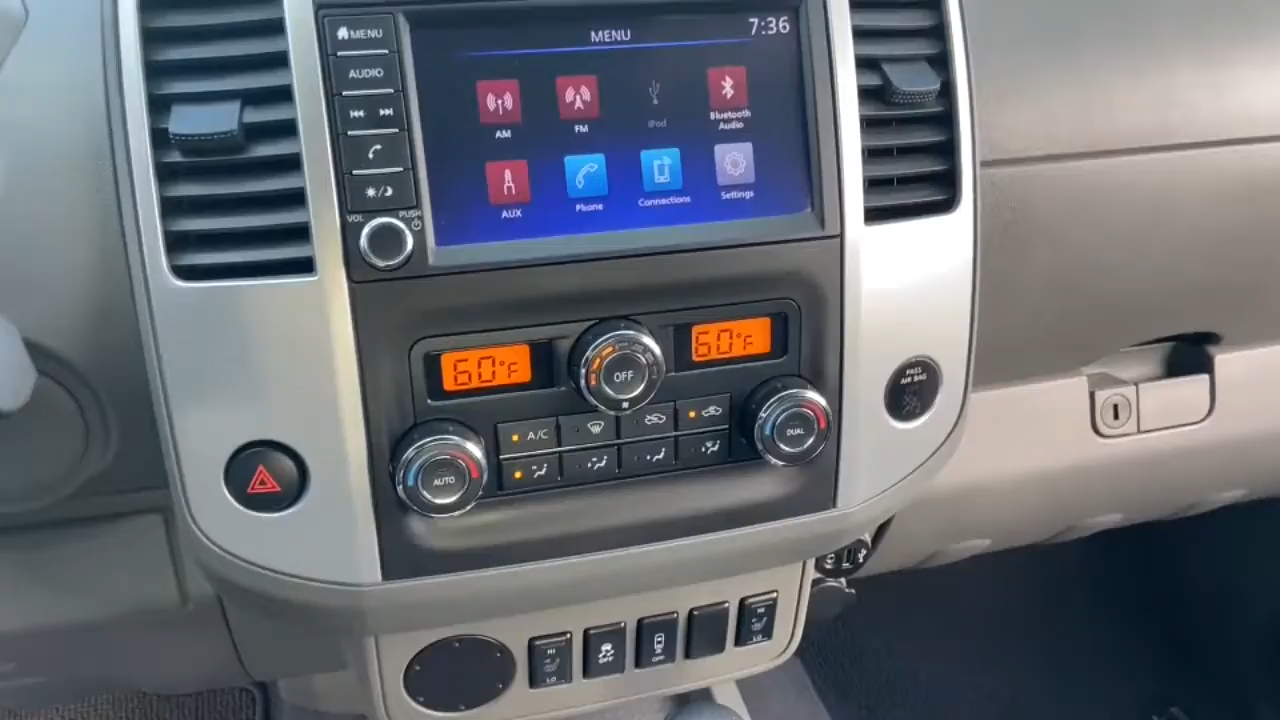 MENU
AUDIO
VOL
PUSH
MENU
7:36
AM
FM
iPod
Bluetooth
Audio
AUX
Phone
Connections
Settings
60°F
OFF
60°F
A/C
AUTO
DUAL
PASS
AIR BAG
HI
LO
OFF
OFF
HI
LO